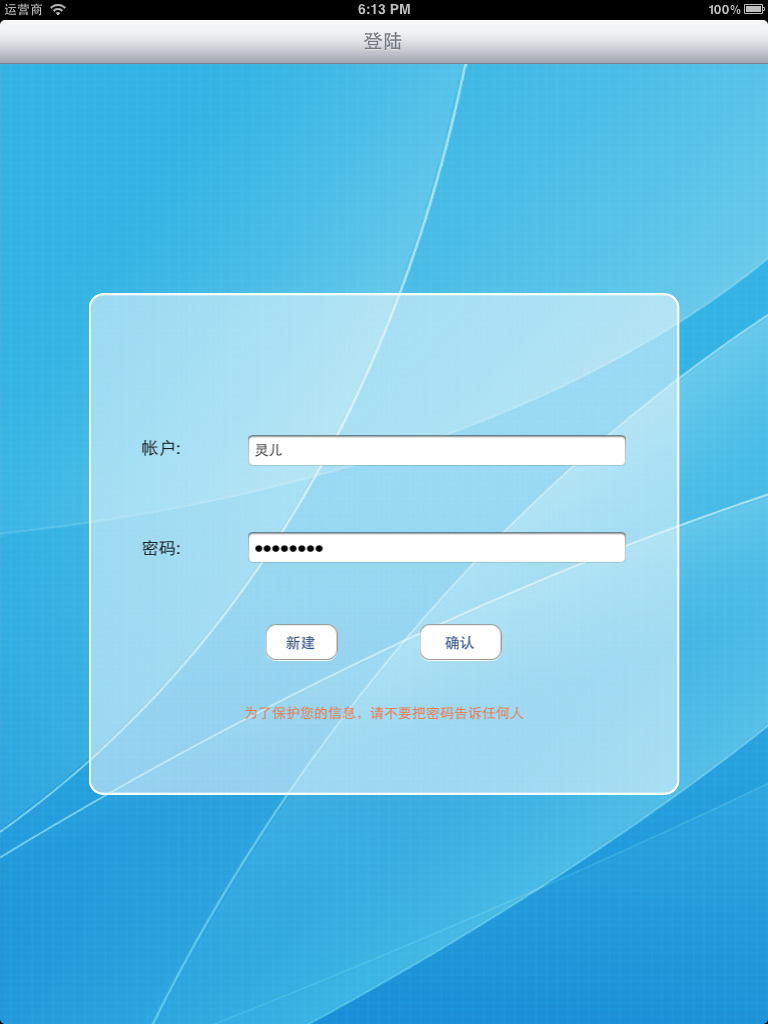 运营商 6:13 PM 100%
登陆
帐户: 灵儿
密码: ●●●●●●●●
新建 确认
为了保护您的信息，请不要把密码告诉任何人